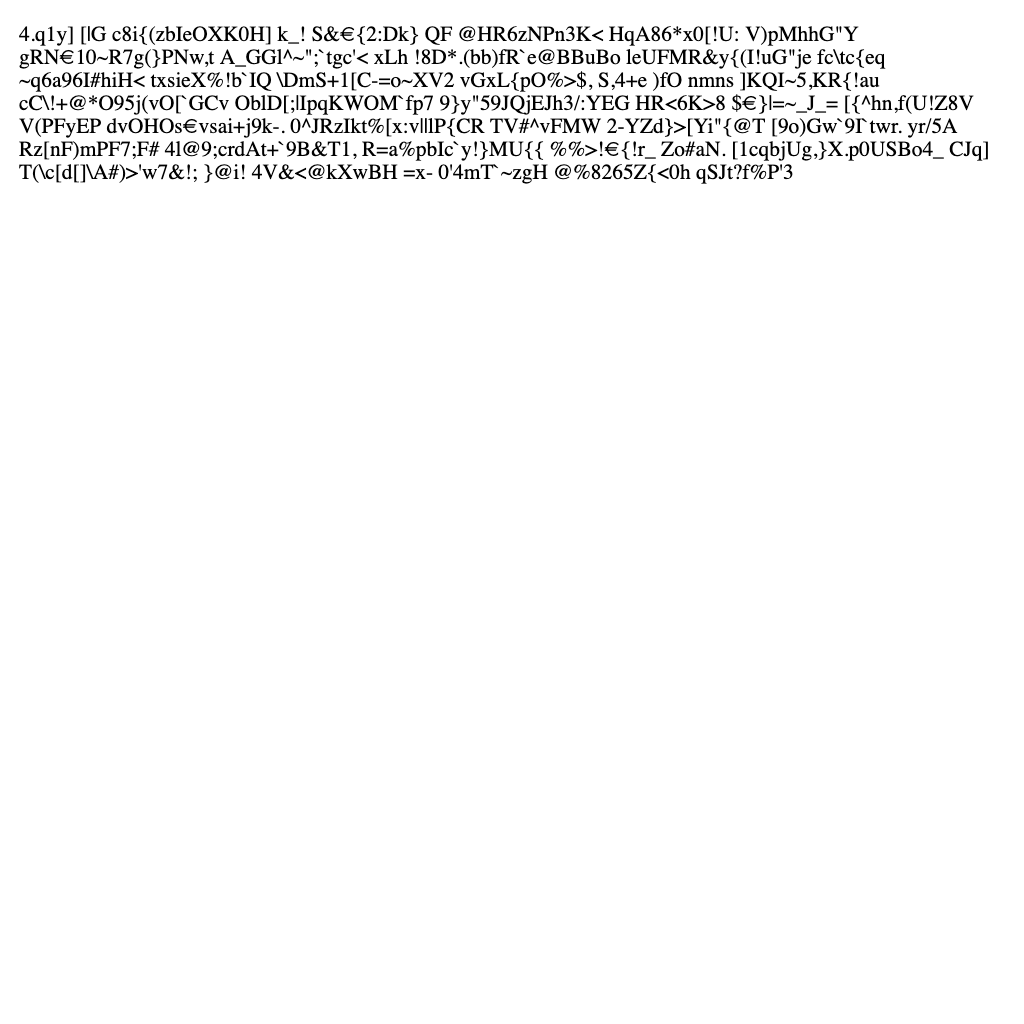 4.q1y] [|G c8i{(zbIeOXK0H] k_! S&€{2:Dk} QF @HR6zNPn3K< HqA86*x0[!U: V)pMhhG"Y
gRN€10~R7g(}PNw,t A_GGl^~";`tgc'< xLh !8D*.(bb)fR`e@BBuBo leUFMR&y{(I!uG"je fc\tc{eq
~q6a96I#hiH< txsieX%!b`IQ \DmS+1[C-=o~XV2 vGxL{pO%>$, S,4+e )fO nmns ]KQI~5,KR{!au
cC\!+@*O95j(vO[`GCv OblD[;|IpqKWOM`fp7 9}y"59JQjEJh3/:YEG HR<6K>8 $€}|=~_J_= [{^hn,f(U!Z8V
V(PFyEP dvOHOs€vsai+j9k-. 0^JRzIkt%[x:v||lP{CR TV#^vFMW 2-YZd}>[Yi"{@T [9o)Gw`9I`twr. yr/5A
Rz[nF)mPF7;F# 4l@9;crdAt+`9B&T1, R=a%pbIc`y!}MU{{ %%>!€{!r_ Zo#aN. [1cqbjUg,}X.p0USBo4_ CJq]
T(\c[d[]\A#)>'w7&!; }@i! 4V&<@kXwBH =x- 0'4mT`~zgH @%8265Z{<0h qSJt?f%P'3